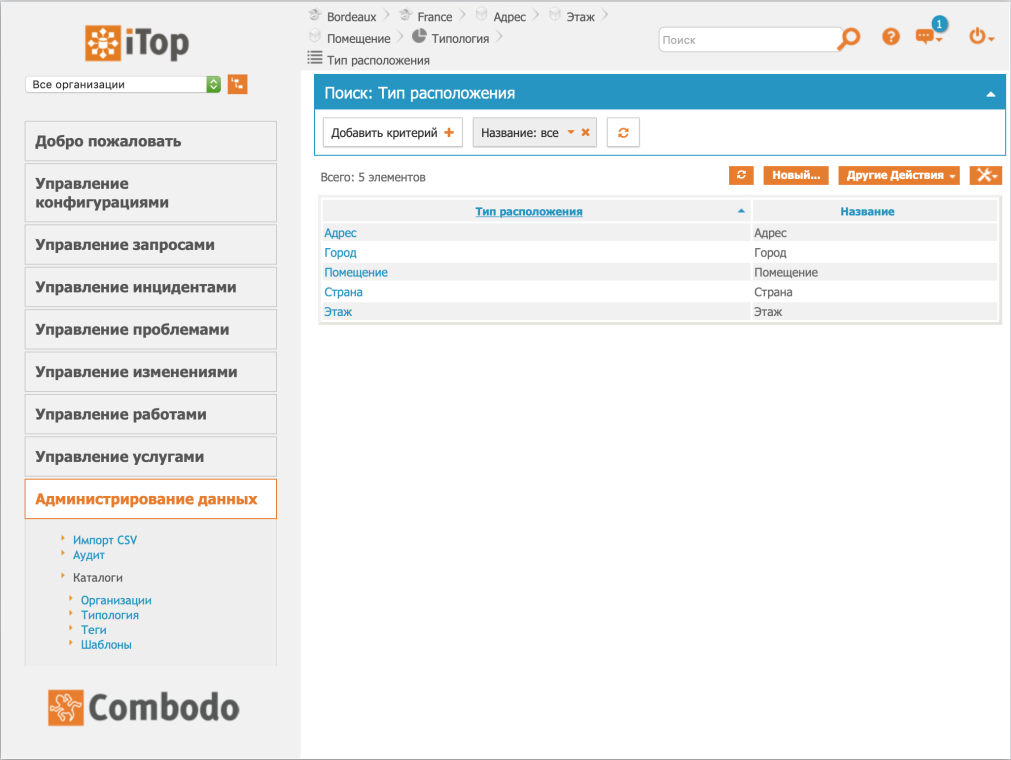 iTop
Все организации
Добро пожаловать
Управление
конфигурациями
Управление запросами
Управление инцидентами
Управление проблемами
Управление изменениями
Управление работами
Управление услугами
Администрирование данных
Импорт CSV
Аудит
Каталоги
Организации
Типология
Теги
Шаблоны
Combodo
Bordeaux France Адрес Этаж
Помещение Типология
Тип расположения
Поиск
1
Поиск: Тип расположения
Добавить критерий Название: все
Всего: 5 элементов Новый... Другие Действия
Тип расположения Название
Адрес Адрес
Город Город
Помещение Помещение
Страна Страна
Этаж Этаж